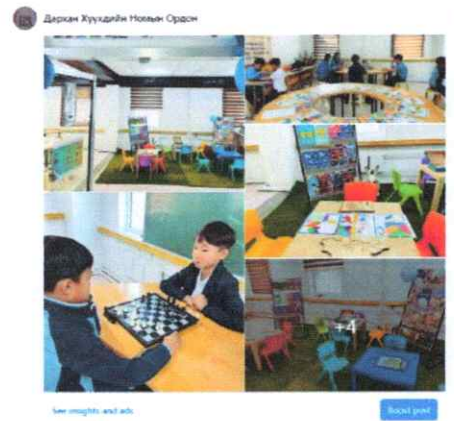 Дархан Хүүхдийн Номын Ордон
+4
See insights and ads
Boost post